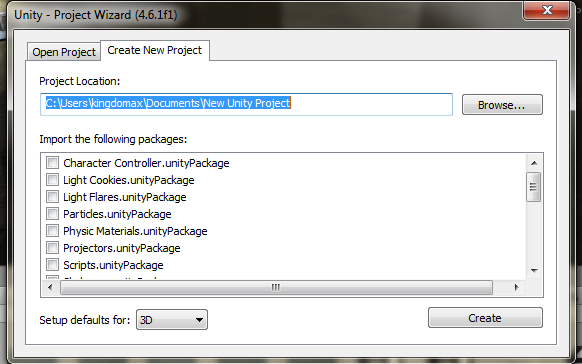 Unity - Project Wizard (4.6.1f1)
Open Project
Create New Project
Project Location:
C:\Users\kingdomax\Documents\New Unity Project
Browse...
Import the following packages:
Character Controller.unityPackage
Light Cookies.unityPackage
Light Flares.unityPackage
Particles.unityPackage
Physic Materials.unityPackage
Projectors.unityPackage
Scripts.unityPackage
Setup defaults for:
3D
Create